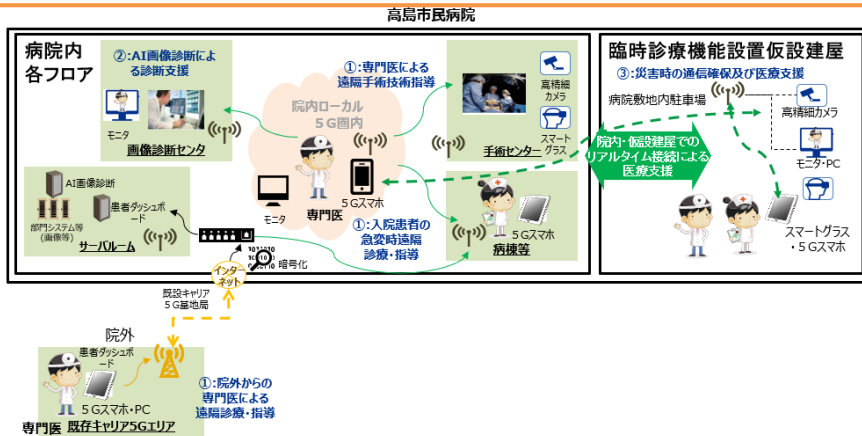 高島市民病院
病院内
各フロア
②:AI画像診断によ
る診断支援
モニタ
画像診断センタ
①:専門医による
遠隔手術技術指導
院内ローカル
５G圏内
専門医
５Gスマホ
モニタ
高精細
カメラ
スマート
グラス
手術センター
AI画像診断
患者ダッシュボ
ード
部門システム等
(画像等)
サーバルーム
1011010
010101
101101
暗号化
①:入院患者の
急変時遠隔
診療・指導
５Gスマホ
病棟等
院内・仮設建屋での
リアルタイム接続による
医療支援
臨時診療機能設置仮設建屋
③:災害時の通信確保及び医療支援
病院敷地内駐車場
高精細カメラ
モニタ・PC
スマートグラス
・５Gスマホ
インター
ネット
既設キャリア
５G基地局
院外
患者ダッシュボ
ード
５Gスマホ・PC
専門医
既存キャリア5Gエリア
①:院外からの
専門医による
遠隔診療・指導